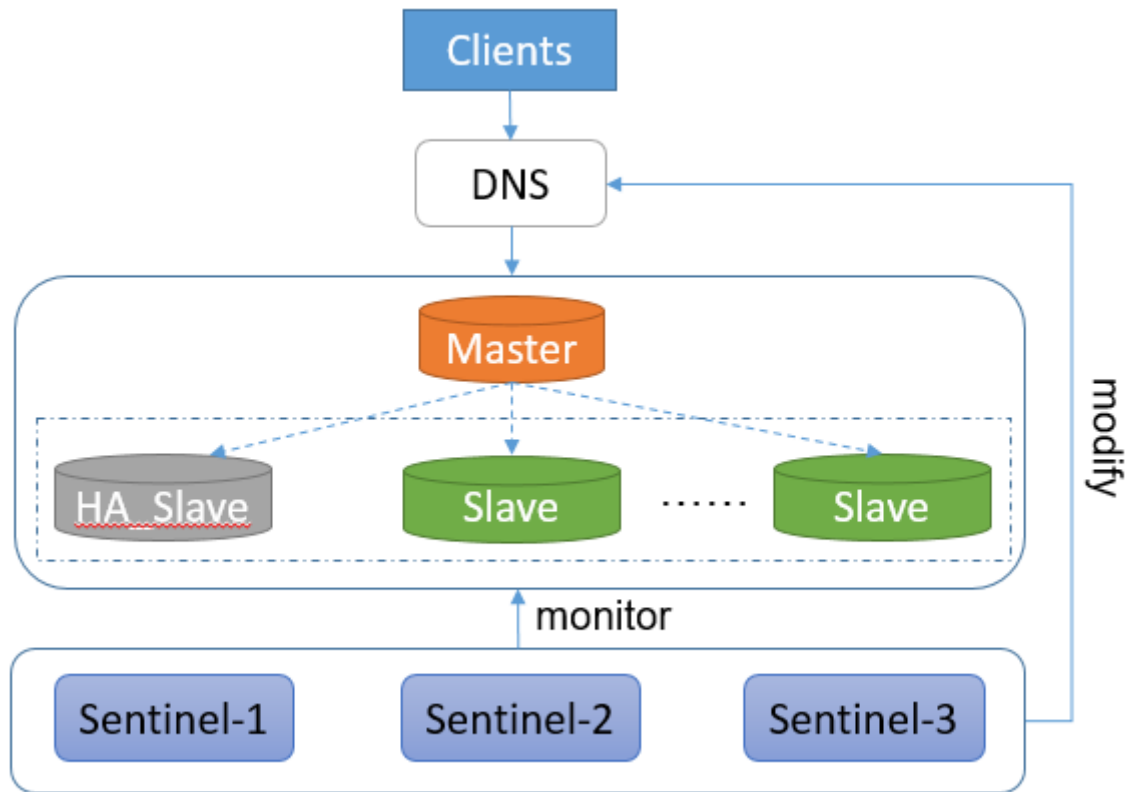 Clients
DNS
Master
HA_Slave
Slave
......
Slave
modify
monitor
Sentinel-1
Sentinel-2
Sentinel-3